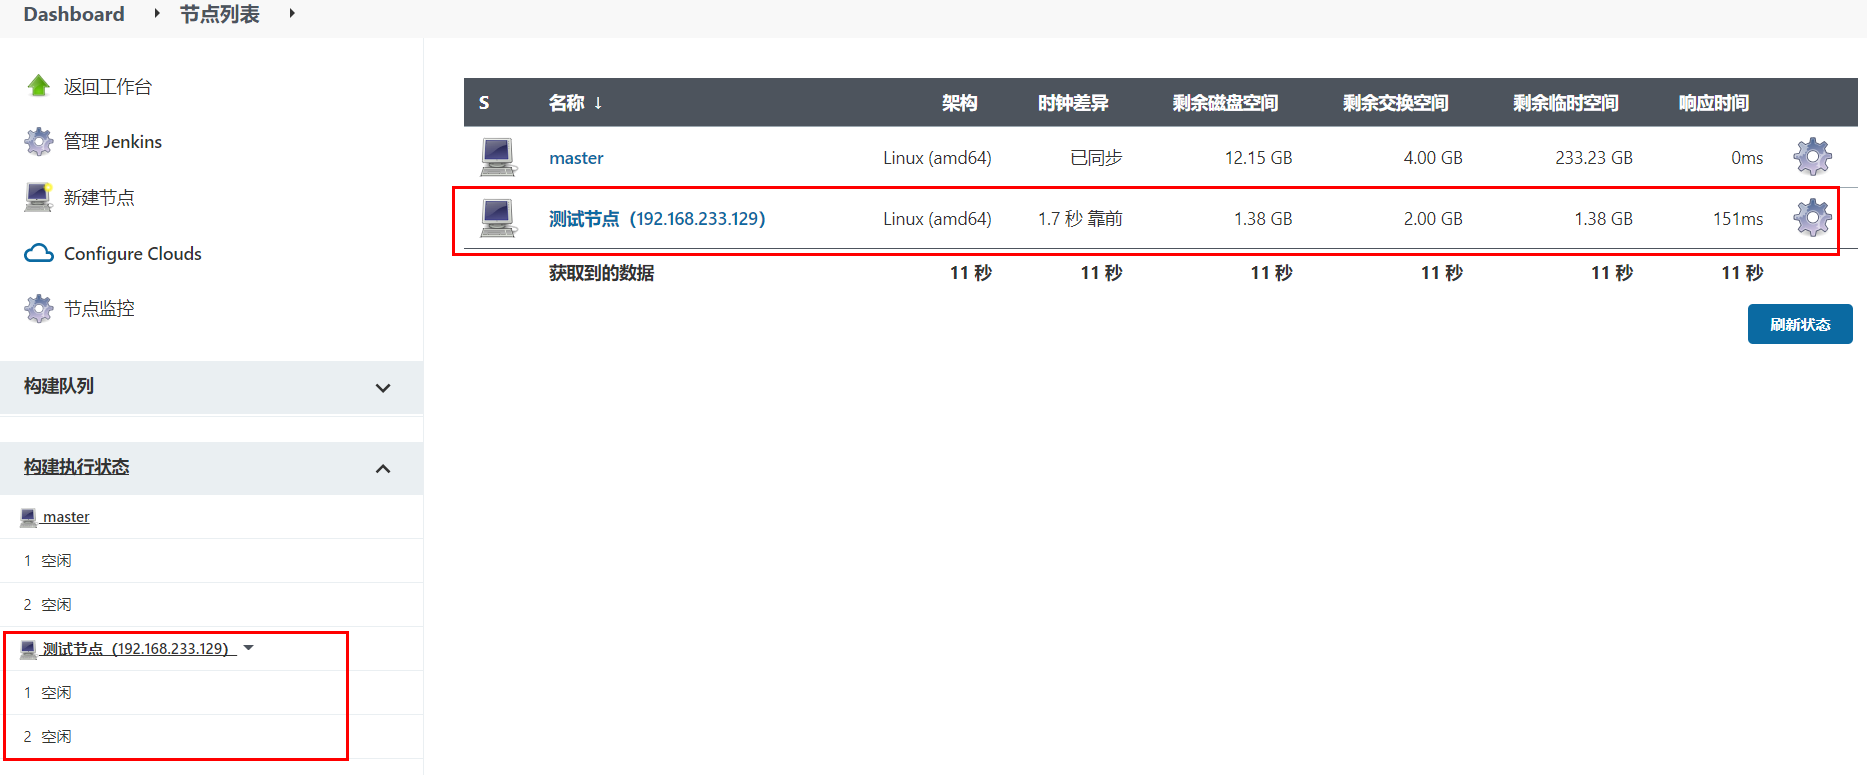 Dashboard 节点列表
返回工作台
管理 Jenkins
新建节点
Configure Clouds
节点监控
构建队列
构建执行状态
master
1 空闲
2 空闲
测试节点（192.168.233.129）
1 空闲
2 空闲
S 名称 ↓ 架构 时钟差异 剩余磁盘空间 剩余交换空间 剩余临时空间 响应时间
master Linux (amd64) 已同步 12.15 GB 4.00 GB 233.23 GB 0ms
测试节点（192.168.233.129） Linux (amd64) 1.7 秒 靠前 1.38 GB 2.00 GB 1.38 GB 151ms
获取到的数据 11 秒 11 秒 11 秒 11 秒 11 秒 11 秒
刷新状态